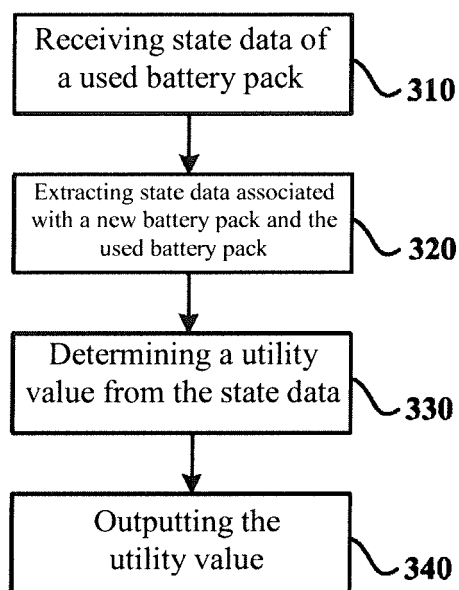 Receiving state data of
a used battery pack
310
Extracting state data associated
with a new battery pack and the
used battery pack
320
Determining a utility
value from the state data
330
Outputting the
utility value
340